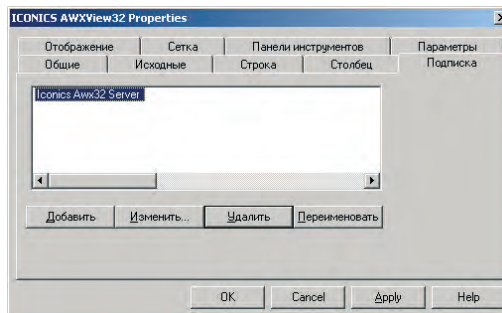 ICONICS AWXView32 Properties
Отображение Сетка Панели инструментов Параметры
Общие Исходные Строка Столбец Подписка
Iconics Awx32 Server
Добавить Изменить... Удалить Переименовать
OK Cancel Apply Help